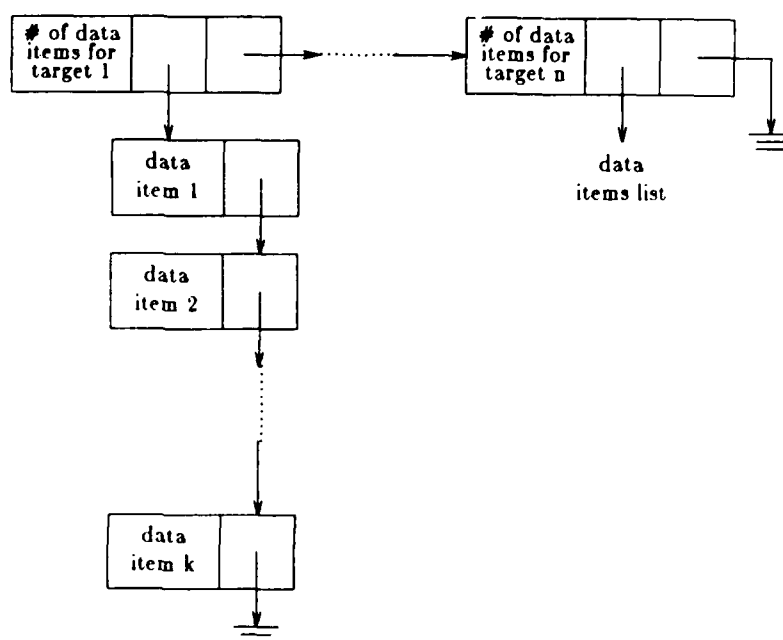 # of data
items for
target 1
# of data
items for
target n
data
items list
data
item 1
data
item 2
data
item k